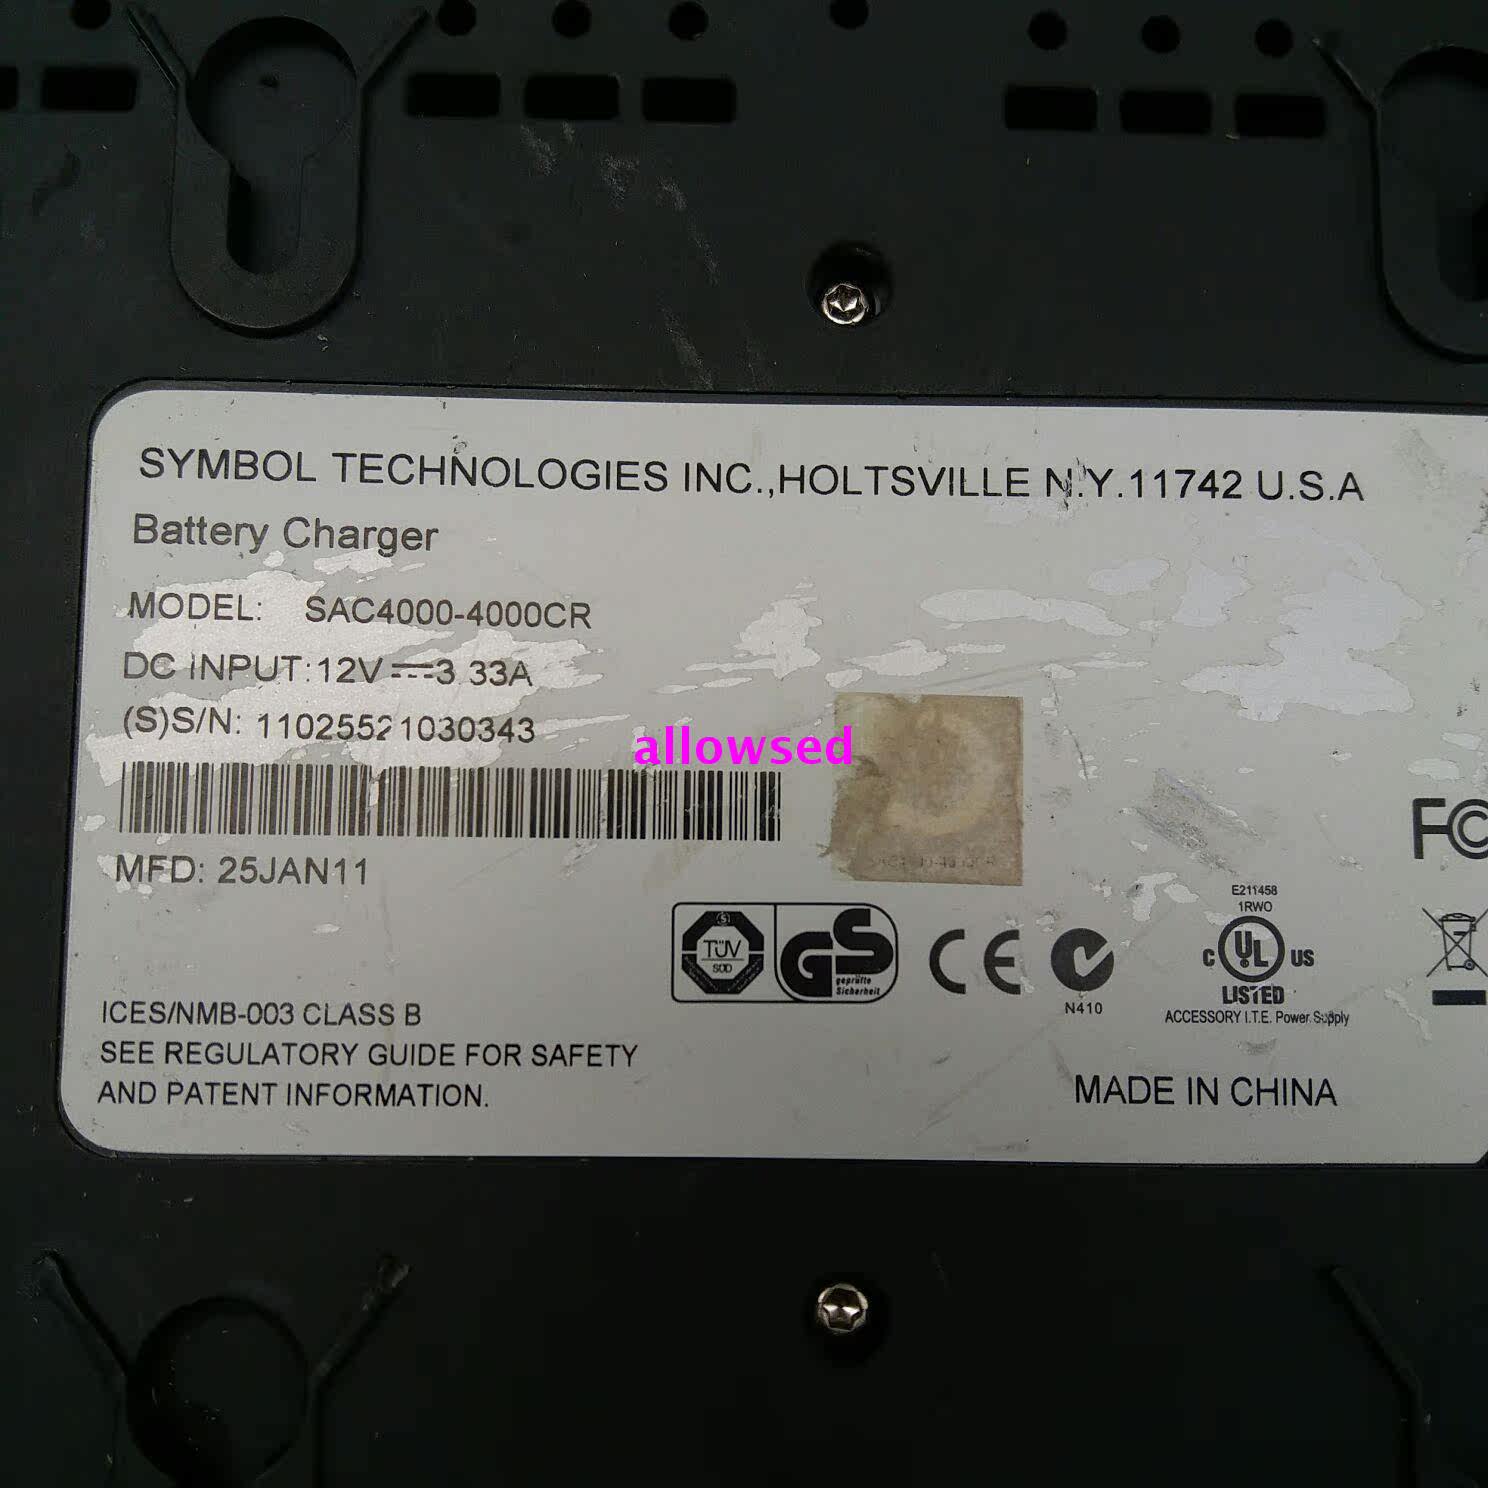 SYMBOL TECHNOLOGIES INC.,HOLTSVILLE N.Y.11742 U.S.A
Battery Charger
MODEL: SAC4000-4000CR
DC INPUT:12V⎓3.33A
(S)S/N: 11025521030343
allowsed
MFD: 25JAN11
FC
S
TÜV
SÜD
GS
geprüfte
Sicherheit
CE
N410
E211458
1RWO
C UL US
LISTED
ACCESSORY I.T.E. Power Supply
ICES/NMB-003 CLASS B
SEE REGULATORY GUIDE FOR SAFETY
AND PATENT INFORMATION.
MADE IN CHINA